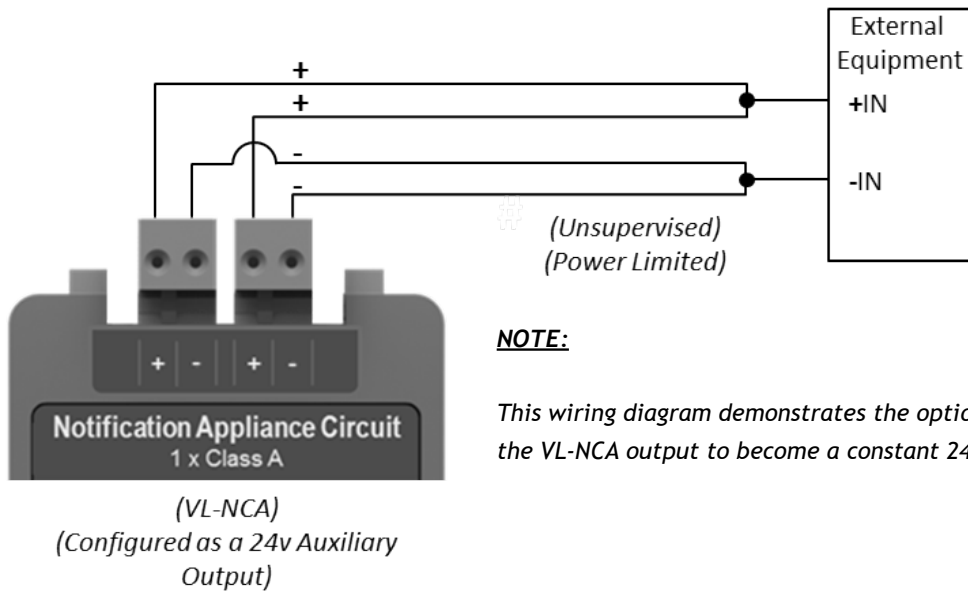 External
Equipment
+
+IN
+
-
-IN
-
(Unsupervised)
(Power Limited)
+ - + -
NOTE:
Notification Appliance Circuit
1 x Class A
This wiring diagram demonstrates the optic
the VL-NCA output to become a constant 24
(VL-NCA)
(Configured as a 24v Auxiliary
Output)